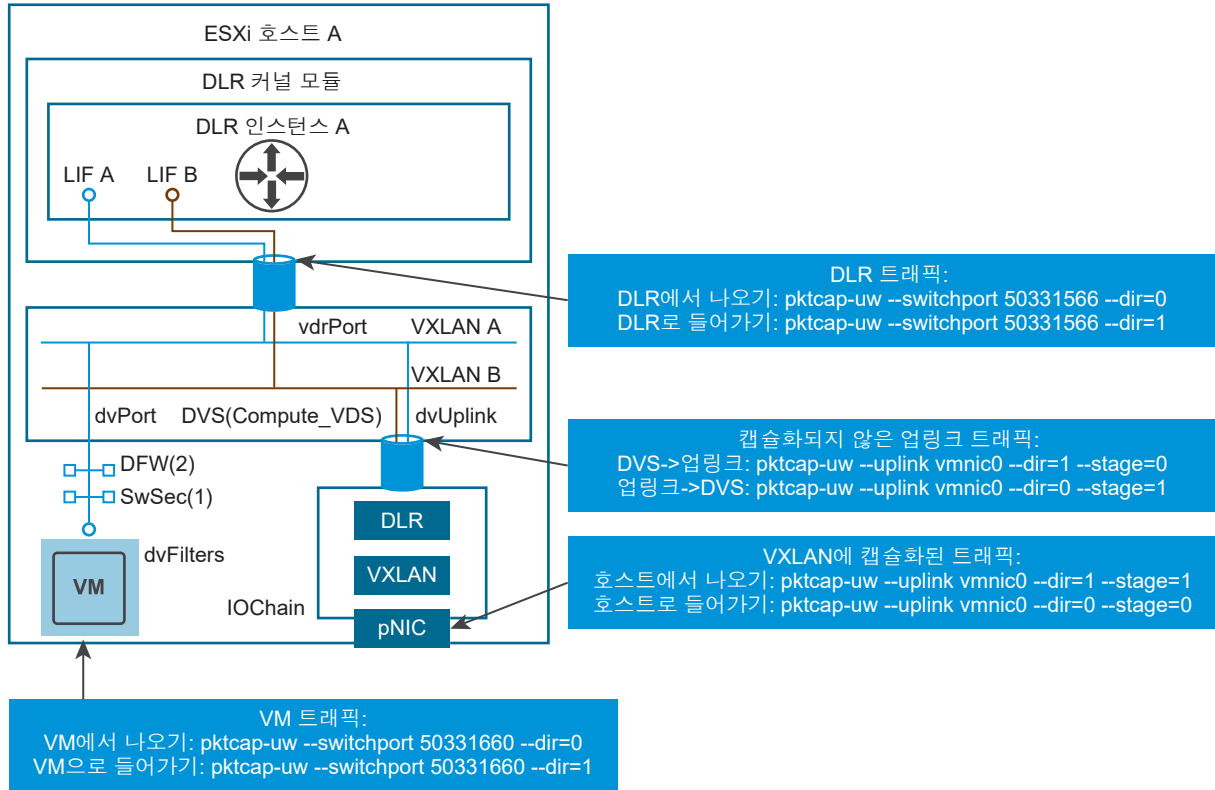 ESXi 호스트 A
DLR 커널 모듈
DLR 인스턴스 A
LIF A
LIF B
DLR 트래픽:
DLR에서 나오기: pktcap-uw --switchport 50331566 --dir=0
DLR로 들어가기: pktcap-uw --switchport 50331566 --dir=1
vdrPort
VXLAN A
VXLAN B
dvPort
DVS(Compute_VDS)
dvUplink
캡슐화되지 않은 업링크 트래픽:
DVS->업링크: pktcap-uw --uplink vmnic0 --dir=1 --stage=0
업링크->DVS: pktcap-uw --uplink vmnic0 --dir=0 --stage=1
DFW(2)
SwSec(1)
DLR
dvFilters
VM
VXLAN
IOChain
pNIC
VXLAN에 캡슐화된 트래픽:
호스트에서 나오기: pktcap-uw --uplink vmnic0 --dir=1 --stage=1
호스트로 들어가기: pktcap-uw --uplink vmnic0 --dir=0 --stage=0
VM 트래픽:
VM에서 나오기: pktcap-uw --switchport 50331660 --dir=0
VM으로 들어가기: pktcap-uw --switchport 50331660 --dir=1